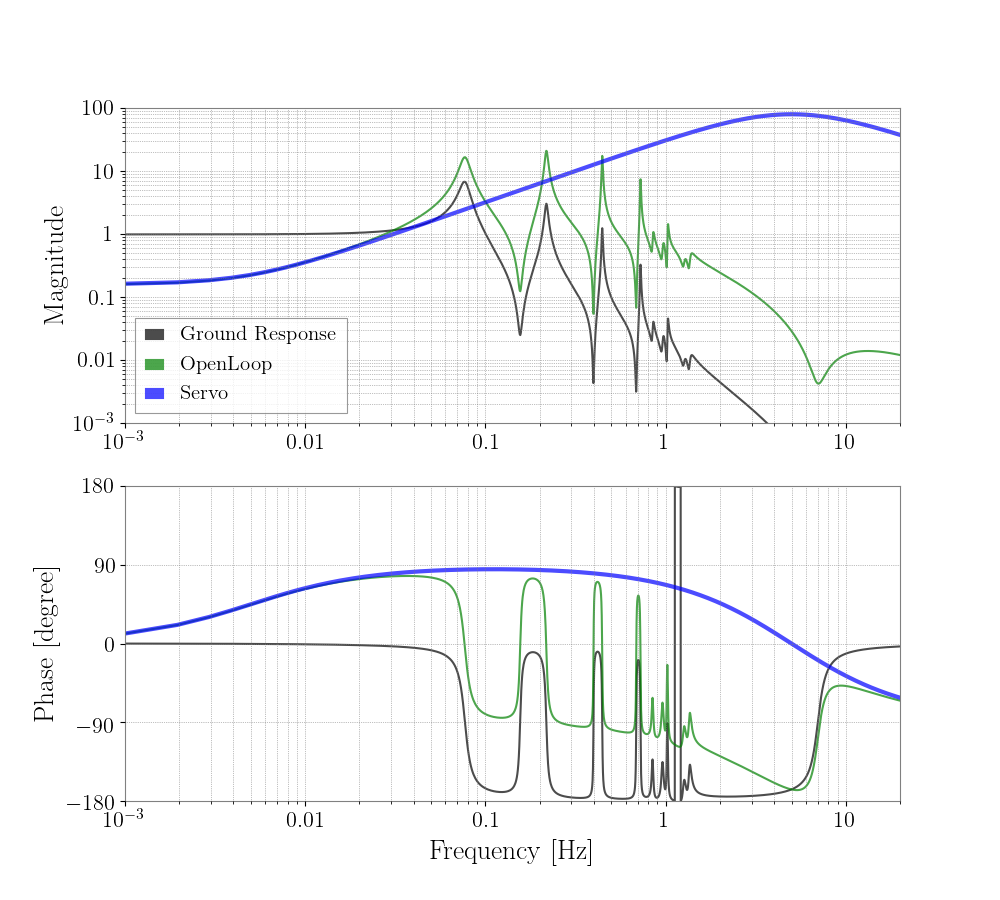 100
10
1
0.1
0.01
10⁻³
Magnitude
Ground Response
OpenLoop
Servo
10⁻³ 0.01 0.1 1 10
180
90
0
−90
−180
Phase [degree]
10⁻³ 0.01 0.1 1 10
Frequency [Hz]